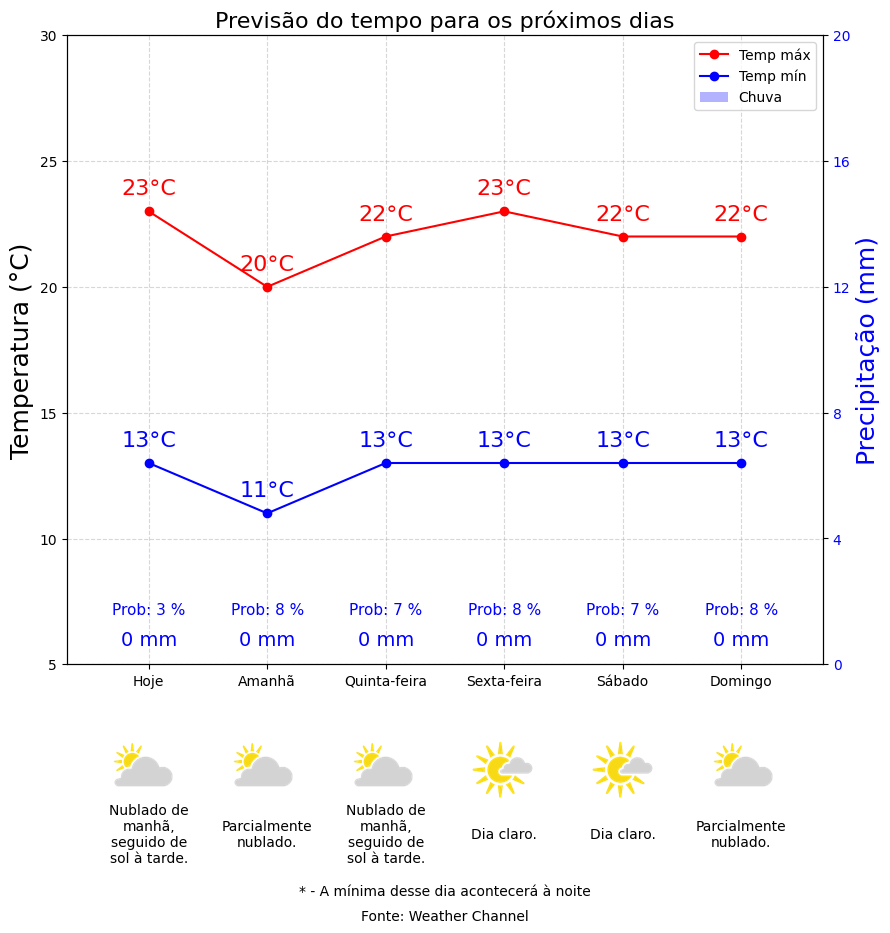 Previsão do tempo para os próximos dias
Temp máx
Temp mín
Chuva
Temperatura (°C)
30
25
20
15
10
5
Precipitação (mm)
20
16
12
8
4
0
23°C
20°C
22°C
23°C
22°C
22°C
13°C
11°C
13°C
13°C
13°C
13°C
Prob: 3 %
Prob: 8 %
Prob: 7 %
Prob: 8 %
Prob: 7 %
Prob: 8 %
0 mm
0 mm
0 mm
0 mm
0 mm
0 mm
Hoje
Amanhã
Quinta-feira
Sexta-feira
Sábado
Domingo
Nublado de
manhã,
seguido de
sol à tarde.
Parcialmente
nublado.
Nublado de
manhã,
seguido de
sol à tarde.
Dia claro.
Dia claro.
Parcialmente
nublado.
* - A mínima desse dia acontecerá à noite
Fonte: Weather Channel